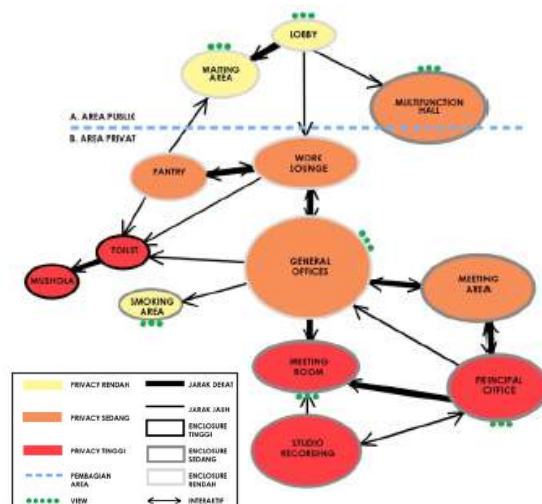 LOBBY
WAITING
AREA
MULTIFUNCTION
HALL
A. AREA PUBLIK
B. AREA PRIVAT
WORK
LOUNGE
PANTRY
TOILET
MUSHOLA
GENERAL
OFFICES
MEETING
AREA
SMOKING
AREA
MEETING
ROOM
PRINCIPAL
OFFICE
STUDIO
RECORDING
PRIVACY RENDAH
PRIVACY SEDANG
PRIVACY TINGGI
PEMBAGIAN
AREA
VIEW
JARAK DEKAT
JARAK JAUH
ENCLOSURE
TINGGI
ENCLOSURE
SEDANG
ENCLOSURE
RENDAH
INTERAKTIF